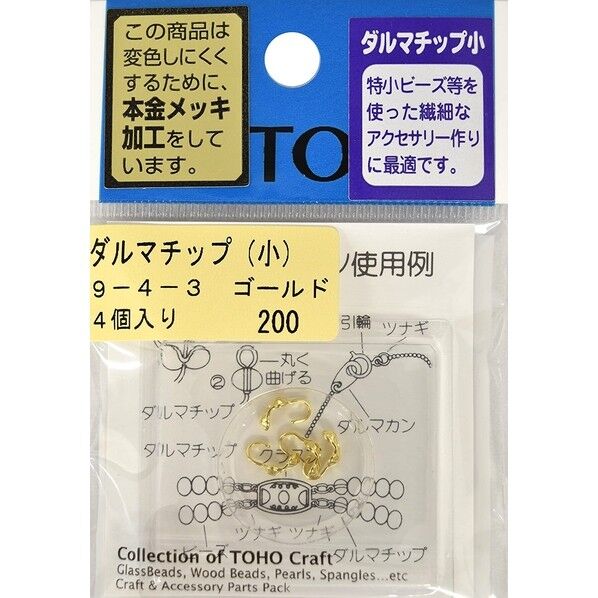 この商品は
変色しにくく
するために、
本金メッキ
加工をして
います。
TO
ダルマチップ小
特小ビーズ等を
使った繊細な
アクセサリー作り
に最適です。
ダルマチップ（小）
9-4-3 ゴールド
4個入り 200
使用例
引輪 ツナギ
② 丸く
曲げる
ダルマチップ
ダルマカン
ダルマチップ
クラスプ
ツナギ ツナギ
ビーズ
ダルマチップ
Collection of TOHO Craft
GlassBeads, Wood Beads, Pearls, Spangles...etc
Craft & Accessory Parts Pack